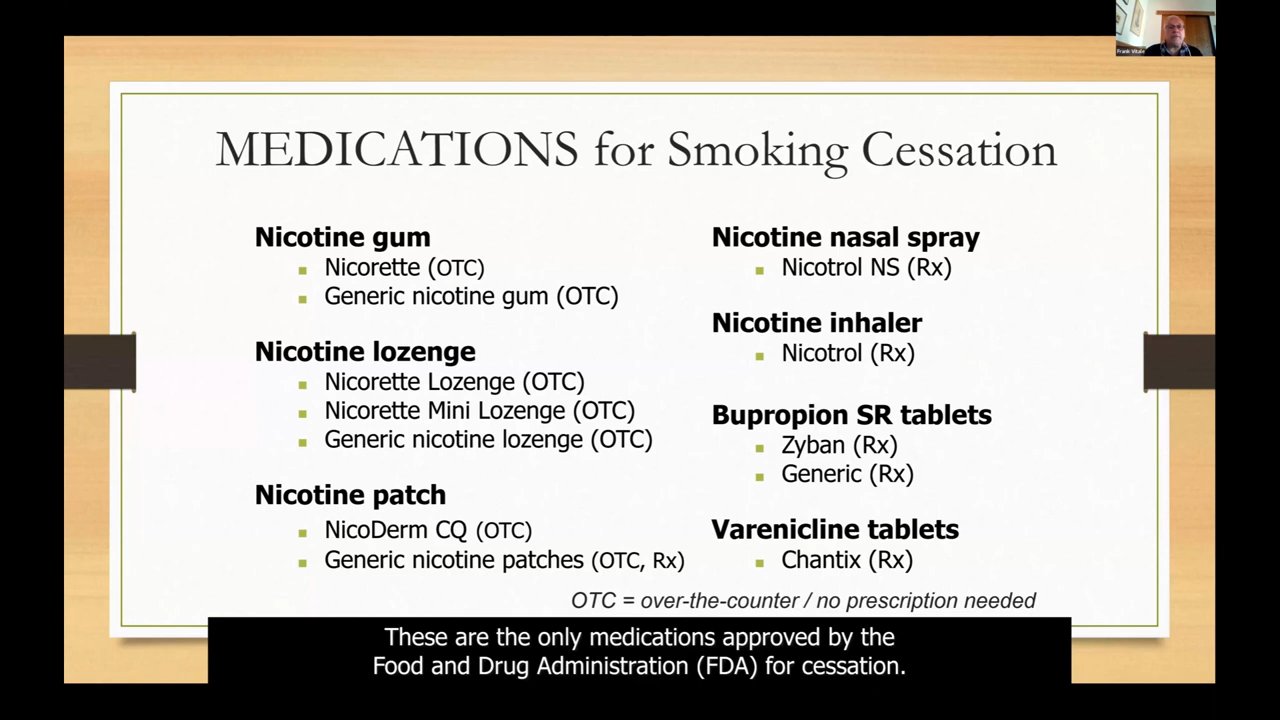 Frank Vitale
MEDICATIONS for Smoking Cessation
Nicotine gum
Nicorette (OTC)
Generic nicotine gum (OTC)
Nicotine lozenge
Nicorette Lozenge (OTC)
Nicorette Mini Lozenge (OTC)
Generic nicotine lozenge (OTC)
Nicotine patch
NicoDerm CQ (OTC)
Generic nicotine patches (OTC, Rx)
Nicotine nasal spray
Nicotrol NS (Rx)
Nicotine inhaler
Nicotrol (Rx)
Bupropion SR tablets
Zyban (Rx)
Generic (Rx)
Varenicline tablets
Chantix (Rx)
OTC = over-the-counter / no prescription needed
These are the only medications approved by the
Food and Drug Administration (FDA) for cessation.